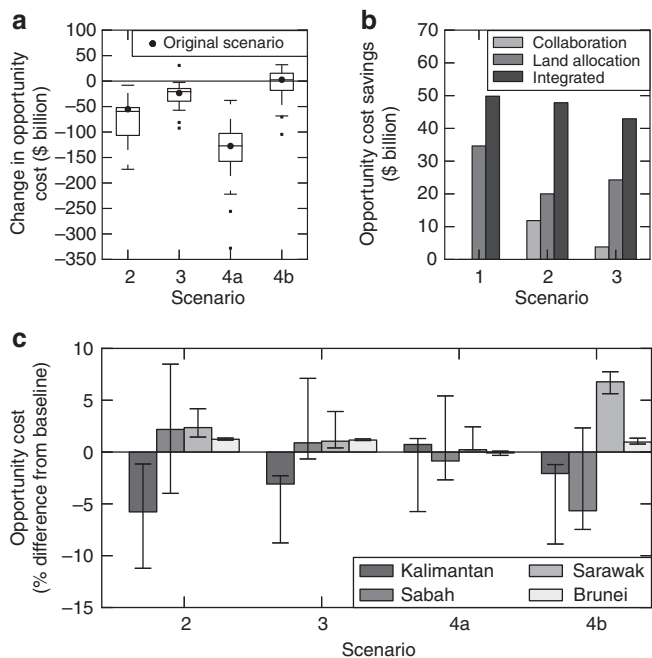 a
100
50
0
−50
−100
−150
−200
−250
−300
−350
Change in opportunity
cost ($ billion)
Original scenario
2
3
4a
4b
Scenario
b
70
60
50
40
30
20
10
0
Opportunity cost savings
($ billion)
Collaboration
Land allocation
Integrated
1
2
3
Scenario
c
10
5
0
−5
−10
−15
Opportunity cost
(% difference from baseline)
Kalimantan
Sabah
Sarawak
Brunei
2
3
4a
4b
Scenario